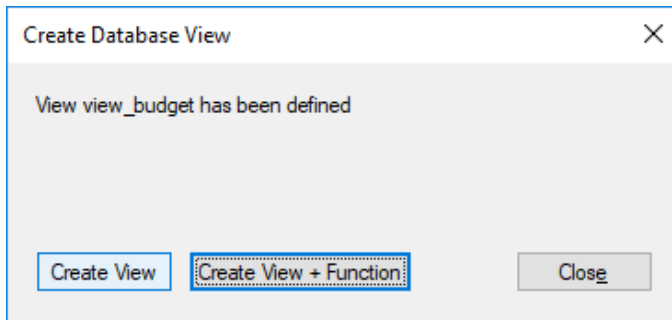 Create Database View
View view_budget has been defined
Create View
Create View + Function
Close